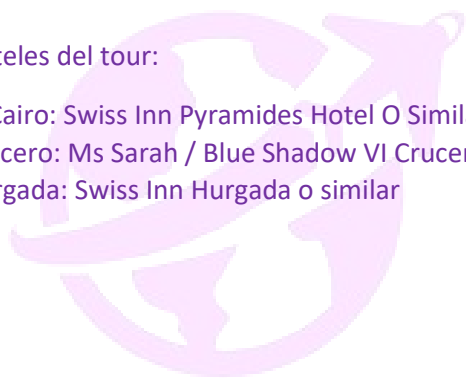 teles del tour:
Cairo: Swiss Inn Pyramides Hotel O Simila
cero: Ms Sarah / Blue Shadow VI Crucer
rgada: Swiss Inn Hurgada o similar